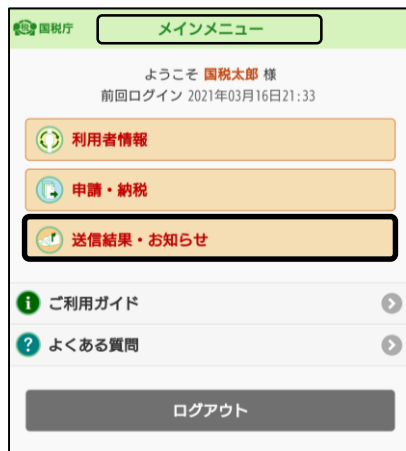 国税庁 メインメニュー
ようこそ 国税太郎 様
前回ログイン 2021年03月16日21:33
利用者情報
申請・納税
送信結果・お知らせ
ご利用ガイド
よくある質問
ログアウト